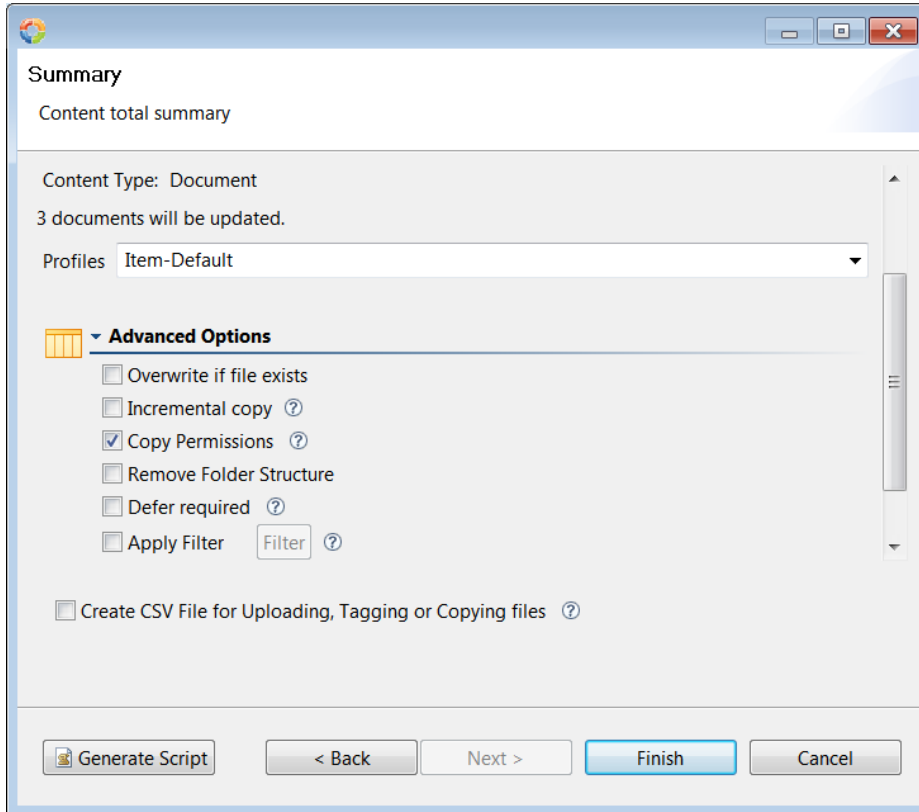 Summary
Content total summary
Content Type: Document
3 documents will be updated.
Profiles Item-Default
Advanced Options
Overwrite if file exists
Incremental copy ?
Copy Permissions ?
Remove Folder Structure
Defer required ?
Apply Filter Filter ?
Create CSV File for Uploading, Tagging or Copying files ?
Generate Script < Back Next > Finish Cancel